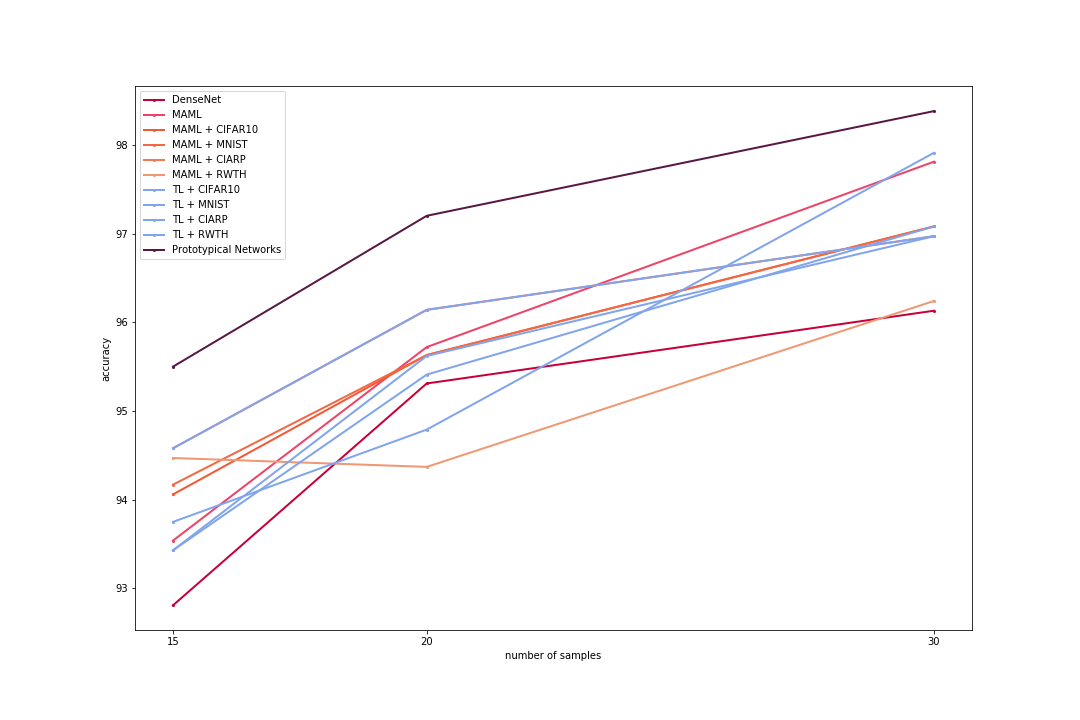 DenseNet
MAML
MAML + CIFAR10
MAML + MNIST
MAML + CIARP
MAML + RWTH
TL + CIFAR10
TL + MNIST
TL + CIARP
TL + RWTH
Prototypical Networks
98
97
96
95
94
93
accuracy
15 20 30
number of samples